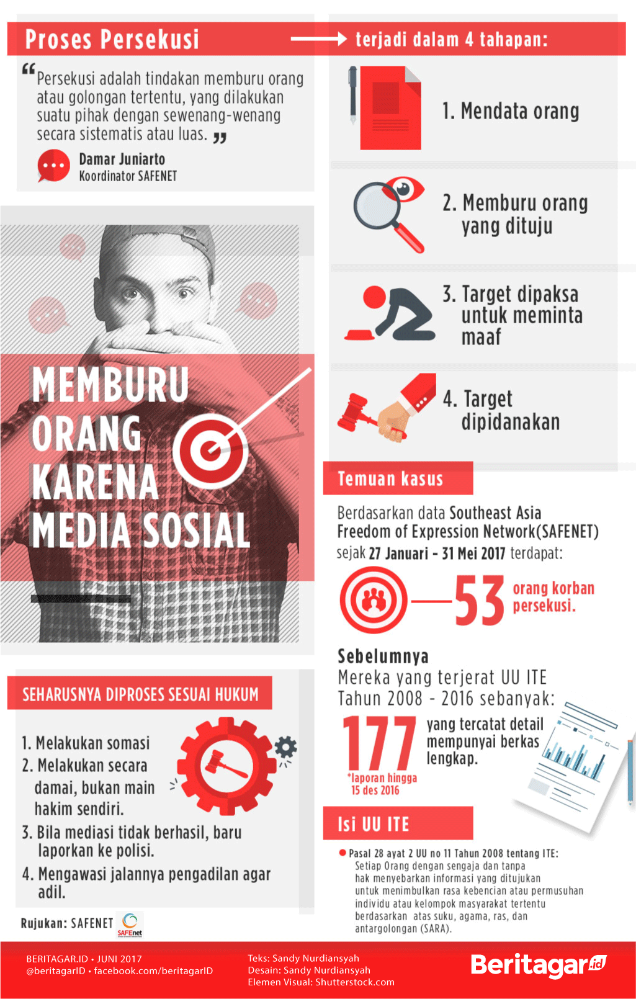 Proses Persekusi
terjadi dalam 4 tahapan:
“Persekusi adalah tindakan memburu orang
atau golongan tertentu, yang dilakukan
suatu pihak dengan sewenang-wenang
secara sistematis atau luas.”
Damar Juniarto
Koordinator SAFENET
1. Mendata orang
2. Memburu orang
yang dituju
3. Target dipaksa
untuk meminta
maaf
4. Target
dipidanakan
MEMBURU
ORANG
KARENA
MEDIA SOSIAL
Temuan kasus
Berdasarkan data Southeast Asia
Freedom of Expression Network(SAFENET)
sejak 27 Januari - 31 Mei 2017 terdapat:
53 orang korban
persekusi.
Sebelumnya
Mereka yang terjerat UU ITE
Tahun 2008 - 2016 sebanyak:
177
yang tercatat detail
mempunyai berkas
lengkap.
*laporan hingga
15 des 2016
SEHARUSNYA DIPROSES SESUAI HUKUM
1. Melakukan somasi
2. Melakukan secara
damai, bukan main
hakim sendiri.
3. Bila mediasi tidak berhasil, baru
laporkan ke polisi.
4. Mengawasi jalannya pengadilan agar
adil.
Rujukan: SAFENET
SAFEnet
Isi UU ITE
Pasal 28 ayat 2 UU no 11 Tahun 2008 tentang ITE:
Setiap Orang dengan sengaja dan tanpa
hak menyebarkan informasi yang ditujukan
untuk menimbulkan rasa kebencian atau permusuhan
individu atau kelompok masyarakat tertentu
berdasarkan atas suku, agama, ras, dan
antargolongan (SARA).
BERITAGAR.ID • JUNI 2017
@beritagarID • facebook.com/beritagarID
Teks: Sandy Nurdiansyah
Desain: Sandy Nurdiansyah
Elemen Visual: Shutterstock.com
Beritagar.id